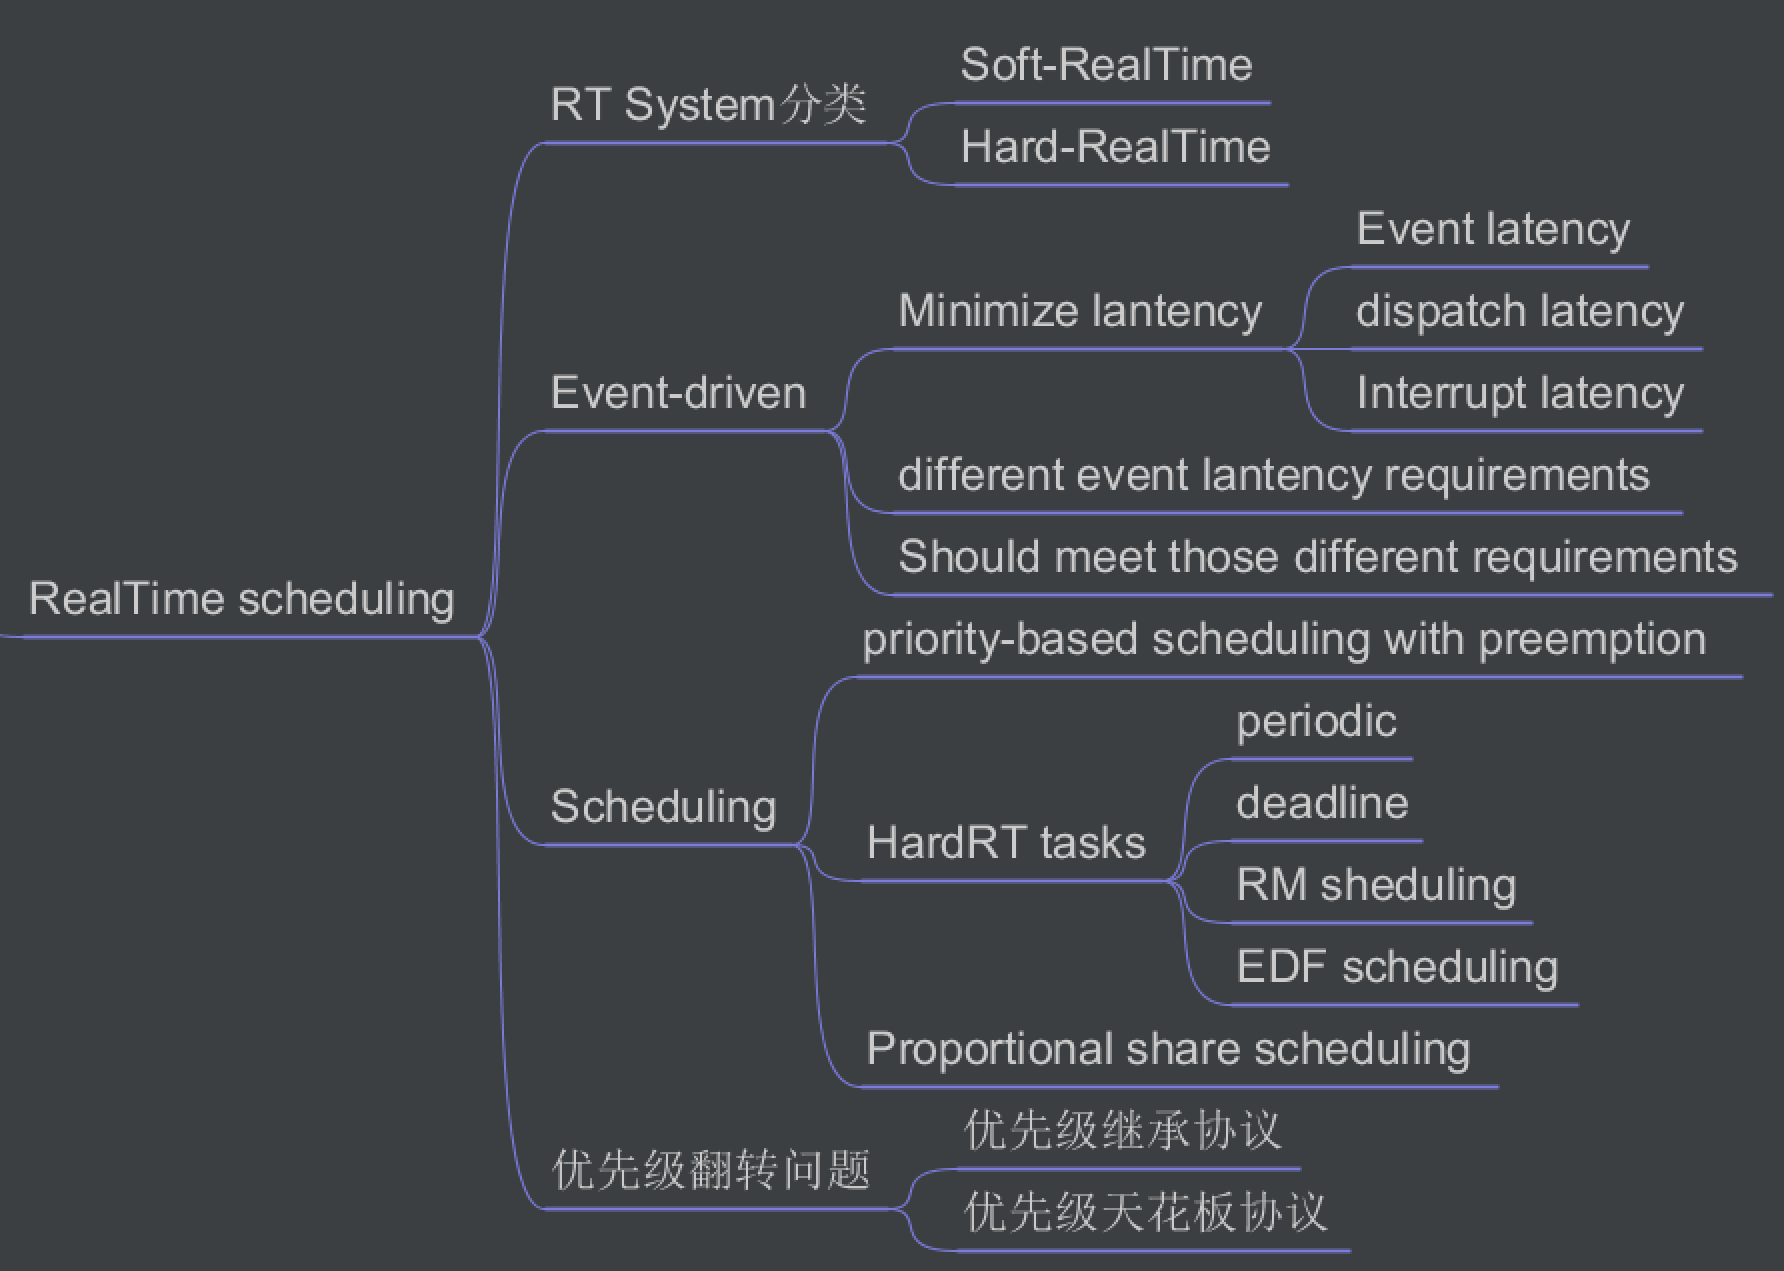 RealTime scheduling
RT System分类
Soft-RealTime
Hard-RealTime
Event-driven
Minimize lantency
Event latency
dispatch latency
Interrupt latency
different event lantency requirements
Should meet those different requirements
Scheduling
priority-based scheduling with preemption
HardRT tasks
periodic
deadline
RM sheduling
EDF scheduling
Proportional share scheduling
优先级翻转问题
优先级继承协议
优先级天花板协议